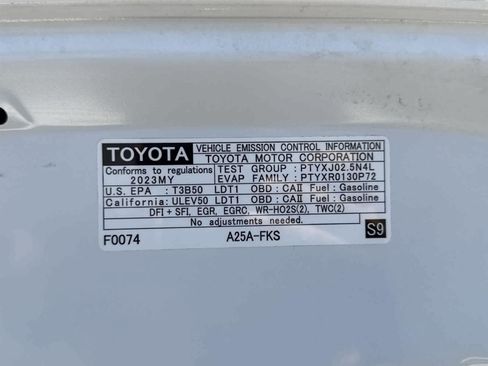 TOYOTA VEHICLE EMISSION CONTROL INFORMATION
TOYOTA MOTOR CORPORATION
Conforms to regulations TEST GROUP : PTYXJ02.5N4L
2023MY EVAP FAMILY : PTYXR0130P72
U.S. EPA : T3B50 LDT1 OBD : CAII Fuel : Gasoline
California: ULEV50 LDT1 OBD : CAII Fuel : Gasoline
DFI + SFI, EGR, EGRC, WR-HO2S(2), TWC(2)
No adjustments needed.
F0074 A25A-FKS S9